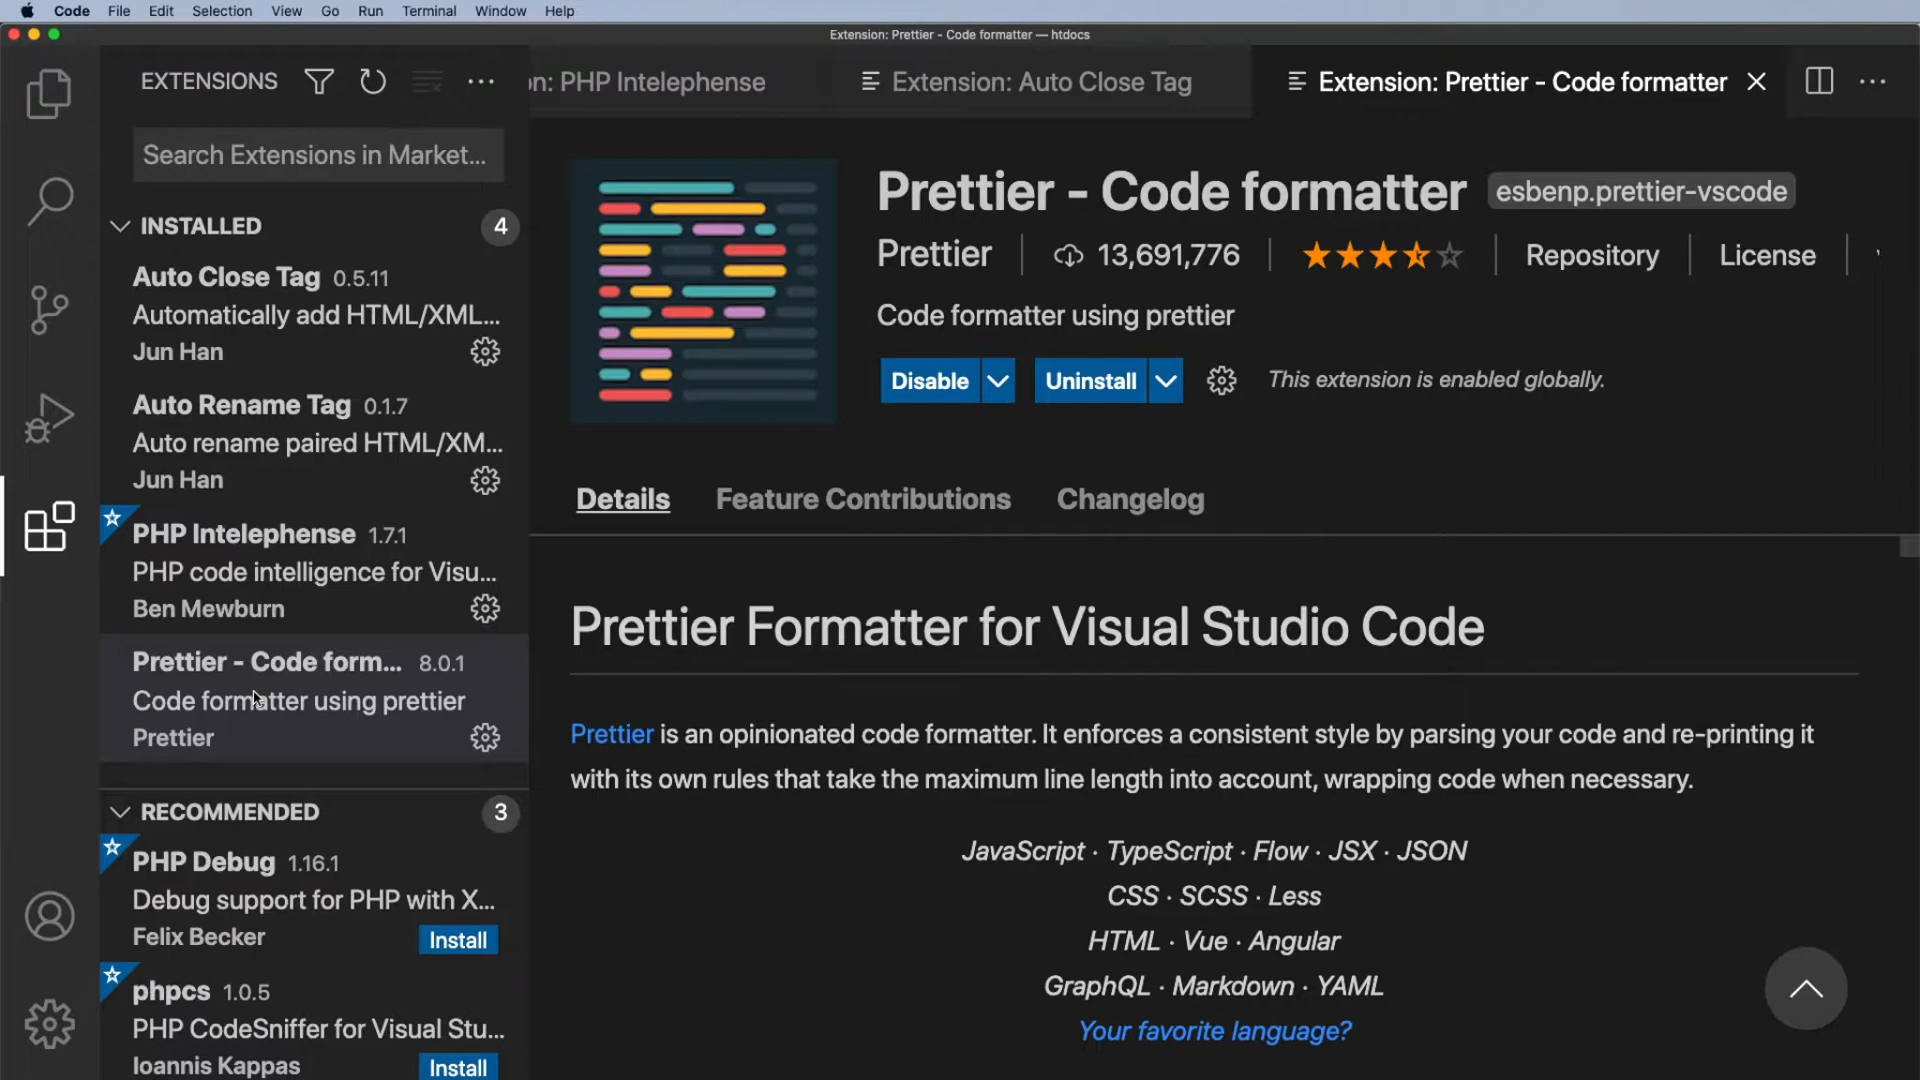 Code File Edit Selection View Go Run Terminal Window Help
Extension: Prettier - Code formatter — htdocs
EXTENSIONS
n: PHP Intelephense
Extension: Auto Close Tag
Extension: Prettier - Code formatter
Search Extensions in Market...
INSTALLED 4
Auto Close Tag 0.5.11
Automatically add HTML/XML...
Jun Han
Auto Rename Tag 0.1.7
Auto rename paired HTML/XM...
Jun Han
PHP Intelephense 1.7.1
PHP code intelligence for Visu...
Ben Mewburn
Prettier - Code form... 8.0.1
Code formatter using prettier
Prettier
RECOMMENDED 3
PHP Debug 1.16.1
Debug support for PHP with X...
Felix Becker Install
phpcs 1.0.5
PHP CodeSniffer for Visual Stu...
Ioannis Kappas Install
Prettier - Code formatter esbenp.prettier-vscode
Prettier 13,691,776 Repository License
Code formatter using prettier
Disable Uninstall This extension is enabled globally.
Details Feature Contributions Changelog
Prettier Formatter for Visual Studio Code
Prettier is an opinionated code formatter. It enforces a consistent style by parsing your code and re-printing it
with its own rules that take the maximum line length into account, wrapping code when necessary.
JavaScript · TypeScript · Flow · JSX · JSON
CSS · SCSS · Less
HTML · Vue · Angular
GraphQL · Markdown · YAML
Your favorite language?